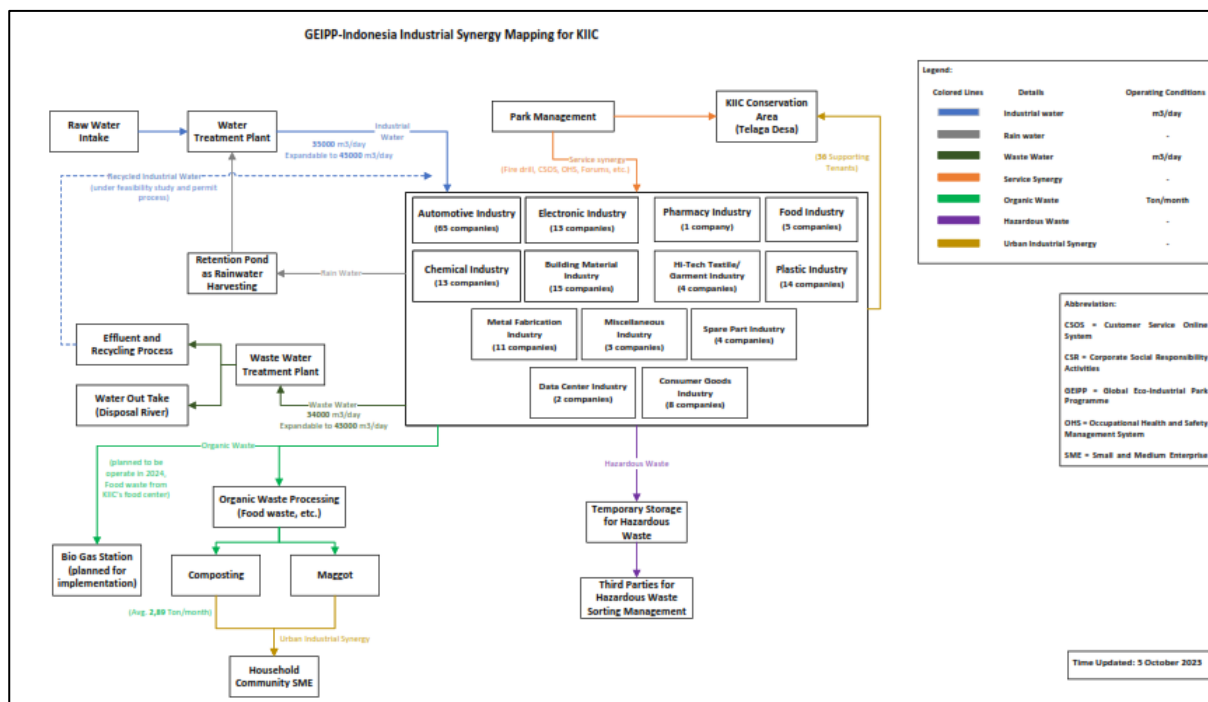 GEIPP-Indonesia Industrial Synergy Mapping for KIIC
Raw Water
Intake
Water
Treatment Plant
Industrial
Water
35000 m3/day
Expandable to 45000 m3/day
Recycled Industrial Water
(under feasibility study and permit
process)
Retention Pond
as Rainwater
Harvesting
Rain Water
Effluent and
Recycling Process
Water Out Take
(Disposal River)
Waste Water
Treatment Plant
Waste Water
34000 m3/day
Expandable to 43000 m3/day
Park Management
KIIC Conservation
Area
(Telaga Desa)
Service synergy
(Fire drill, CSOS, OHS, Forums, etc.)
(36 Supporting
Tenants)
Automotive Industry
(65 companies)
Electronic Industry
(13 companies)
Pharmacy Industry
(1 company)
Food Industry
(5 companies)
Chemical Industry
(13 companies)
Building Material
Industry
(15 companies)
Hi-Tech Textile/
Garment Industry
(4 companies)
Plastic Industry
(14 companies)
Metal Fabrication
Industry
(11 companies)
Miscellaneous
Industry
(3 companies)
Spare Part Industry
(4 companies)
Data Center Industry
(2 companies)
Consumer Goods
Industry
(8 companies)
Organic Waste
(planned to be
operate in 2024,
Food waste from
KIIC's food center)
Organic Waste Processing
(Food waste, etc.)
Bio Gas Station
(planned for
implementation)
Composting
Maggot
(Avg. 2,80 Ton/month)
Urban Industrial Synergy
Household
Community SME
Hazardous Waste
Temporary Storage
for Hazardous
Waste
Third Parties for
Hazardous Waste
Sorting Management
Legend:
Colored Lines Details Operating Conditions
Industrial water m3/day
Rain water -
Waste Water m3/day
Service Synergy -
Organic Waste Ton/month
Hazardous Waste -
Urban Industrial Synergy -
Abbreviation:
CSOS = Customer Service Online
System
CSR = Corporate Social Responsibility
Activities
GEIPP = Global Eco-Industrial Park
Programme
OHS = Occupational Health and Safety
Management System
SME = Small and Medium Enterprise
Time Updated: 5 October 2023